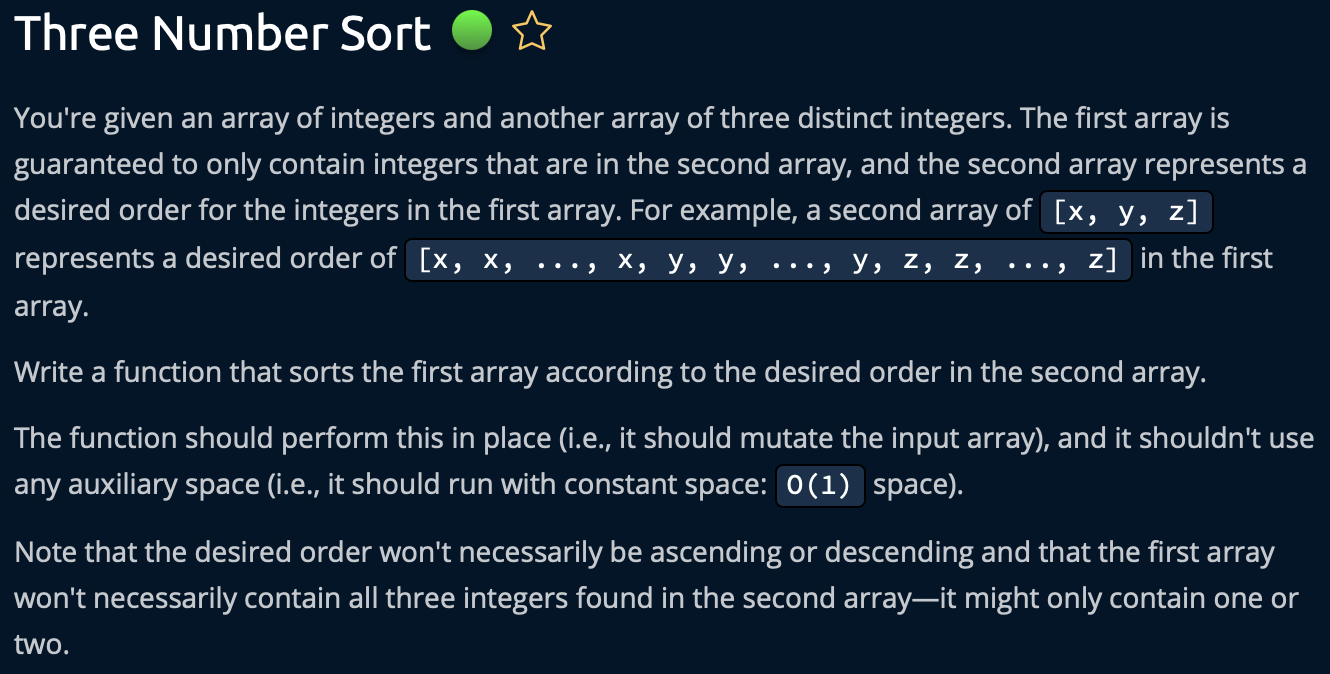 Three Number Sort
You're given an array of integers and another array of three distinct integers. The first array is
guaranteed to only contain integers that are in the second array, and the second array represents a
desired order for the integers in the first array. For example, a second array of [x, y, z]
represents a desired order of [x, x, ..., x, y, y, ..., y, z, z, ..., z] in the first
array.
Write a function that sorts the first array according to the desired order in the second array.
The function should perform this in place (i.e., it should mutate the input array), and it shouldn't use
any auxiliary space (i.e., it should run with constant space: O(1) space).
Note that the desired order won't necessarily be ascending or descending and that the first array
won't necessarily contain all three integers found in the second array—it might only contain one or
two.